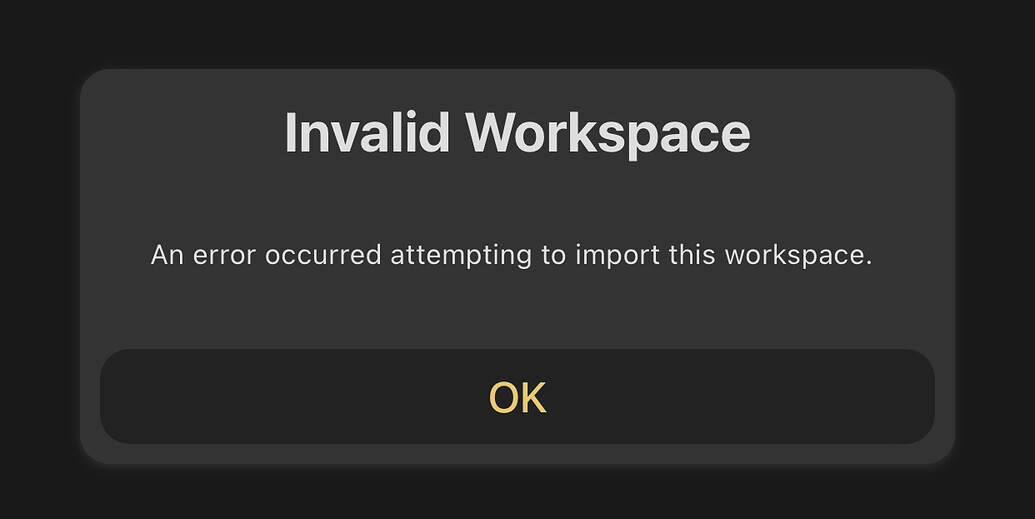 Invalid Workspace
An error occurred attempting to import this workspace.
OK